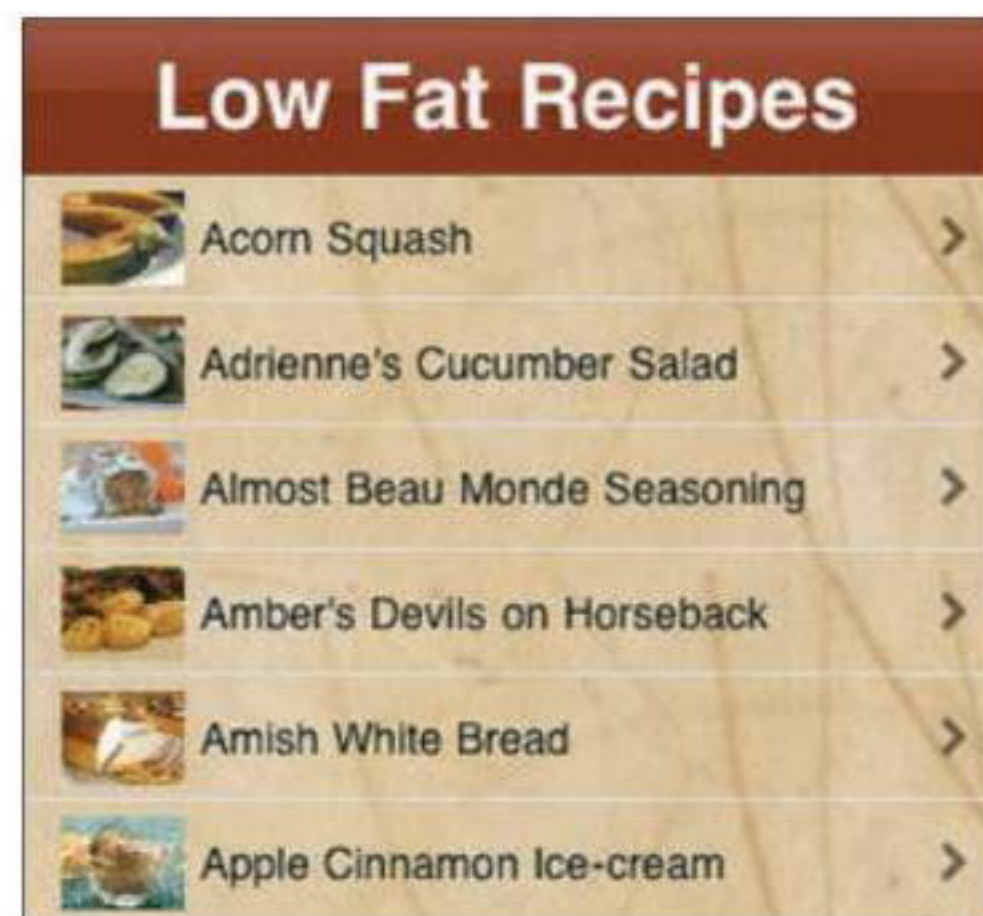 Low Fat Recipes
Acorn Squash
Adrienne's Cucumber Salad
Almost Beau Monde Seasoning
Amber's Devils on Horseback
Amish White Bread
Apple Cinnamon Ice-cream